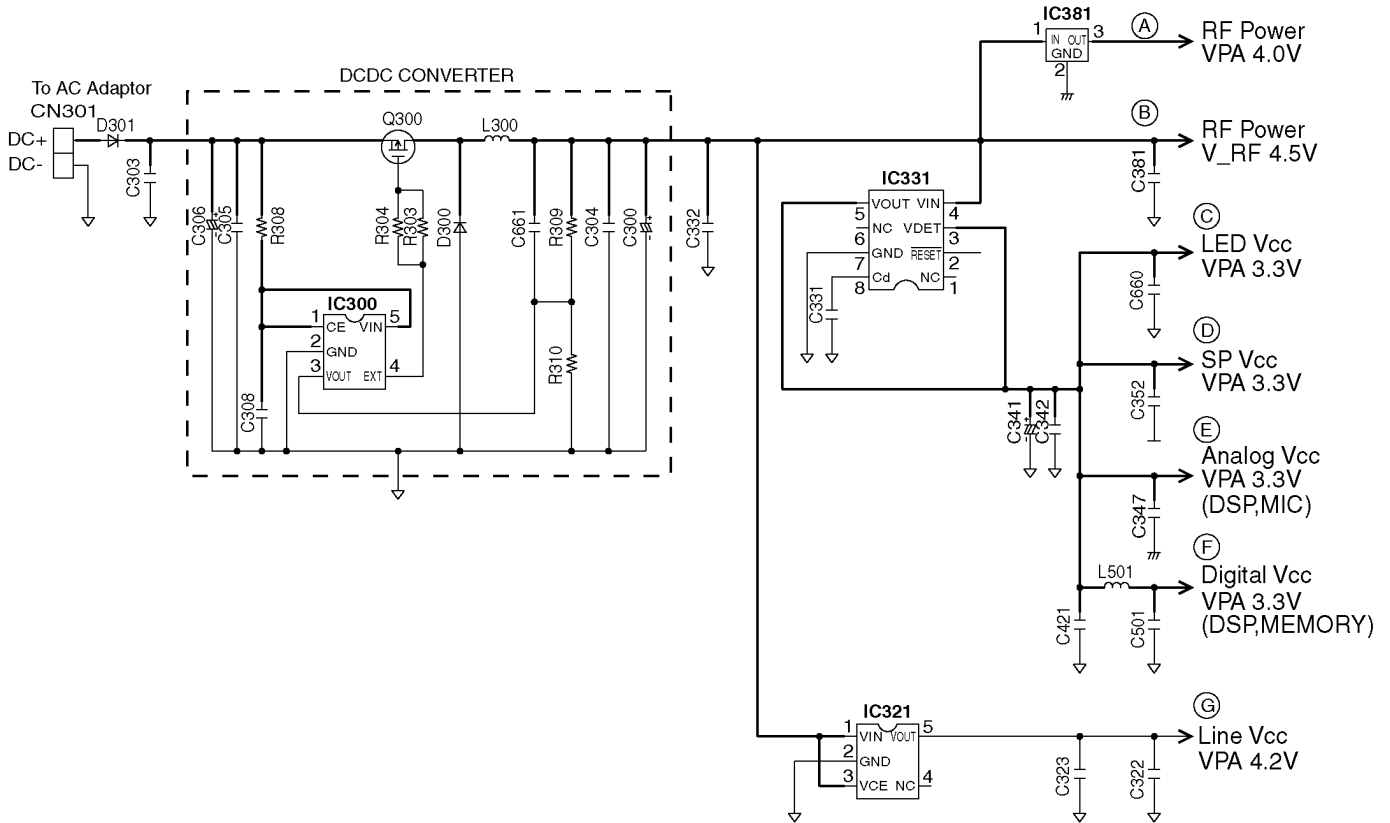 IC381
1
IN OUT
3
GND
2
A
RF Power
VPA 4.0V
DCDC CONVERTER
To AC Adaptor
CN301
DC+
DC-
D301
C303
Q300
L300
B
RF Power
V_RF 4.5V
C381
C306
C305
R308
R304
R303
D300
C661
R309
C304
C300
C332
IC331
VOUT VIN
5
4
NC VDET
6
3
GND RESET
7
2
Cd NC
8
1
C331
C
LED Vcc
VPA 3.3V
C660
IC300
1
CE VIN
5
2
GND
3
VOUT EXT
4
R310
C308
D
SP Vcc
VPA 3.3V
C352
C341
C342
E
Analog Vcc
VPA 3.3V
(DSP,MIC)
C347
F
L501
Digital Vcc
VPA 3.3V
(DSP,MEMORY)
C421
C501
IC321
1
VIN VOUT
5
2
GND
3
VCE NC
4
G
Line Vcc
VPA 4.2V
C323
C322